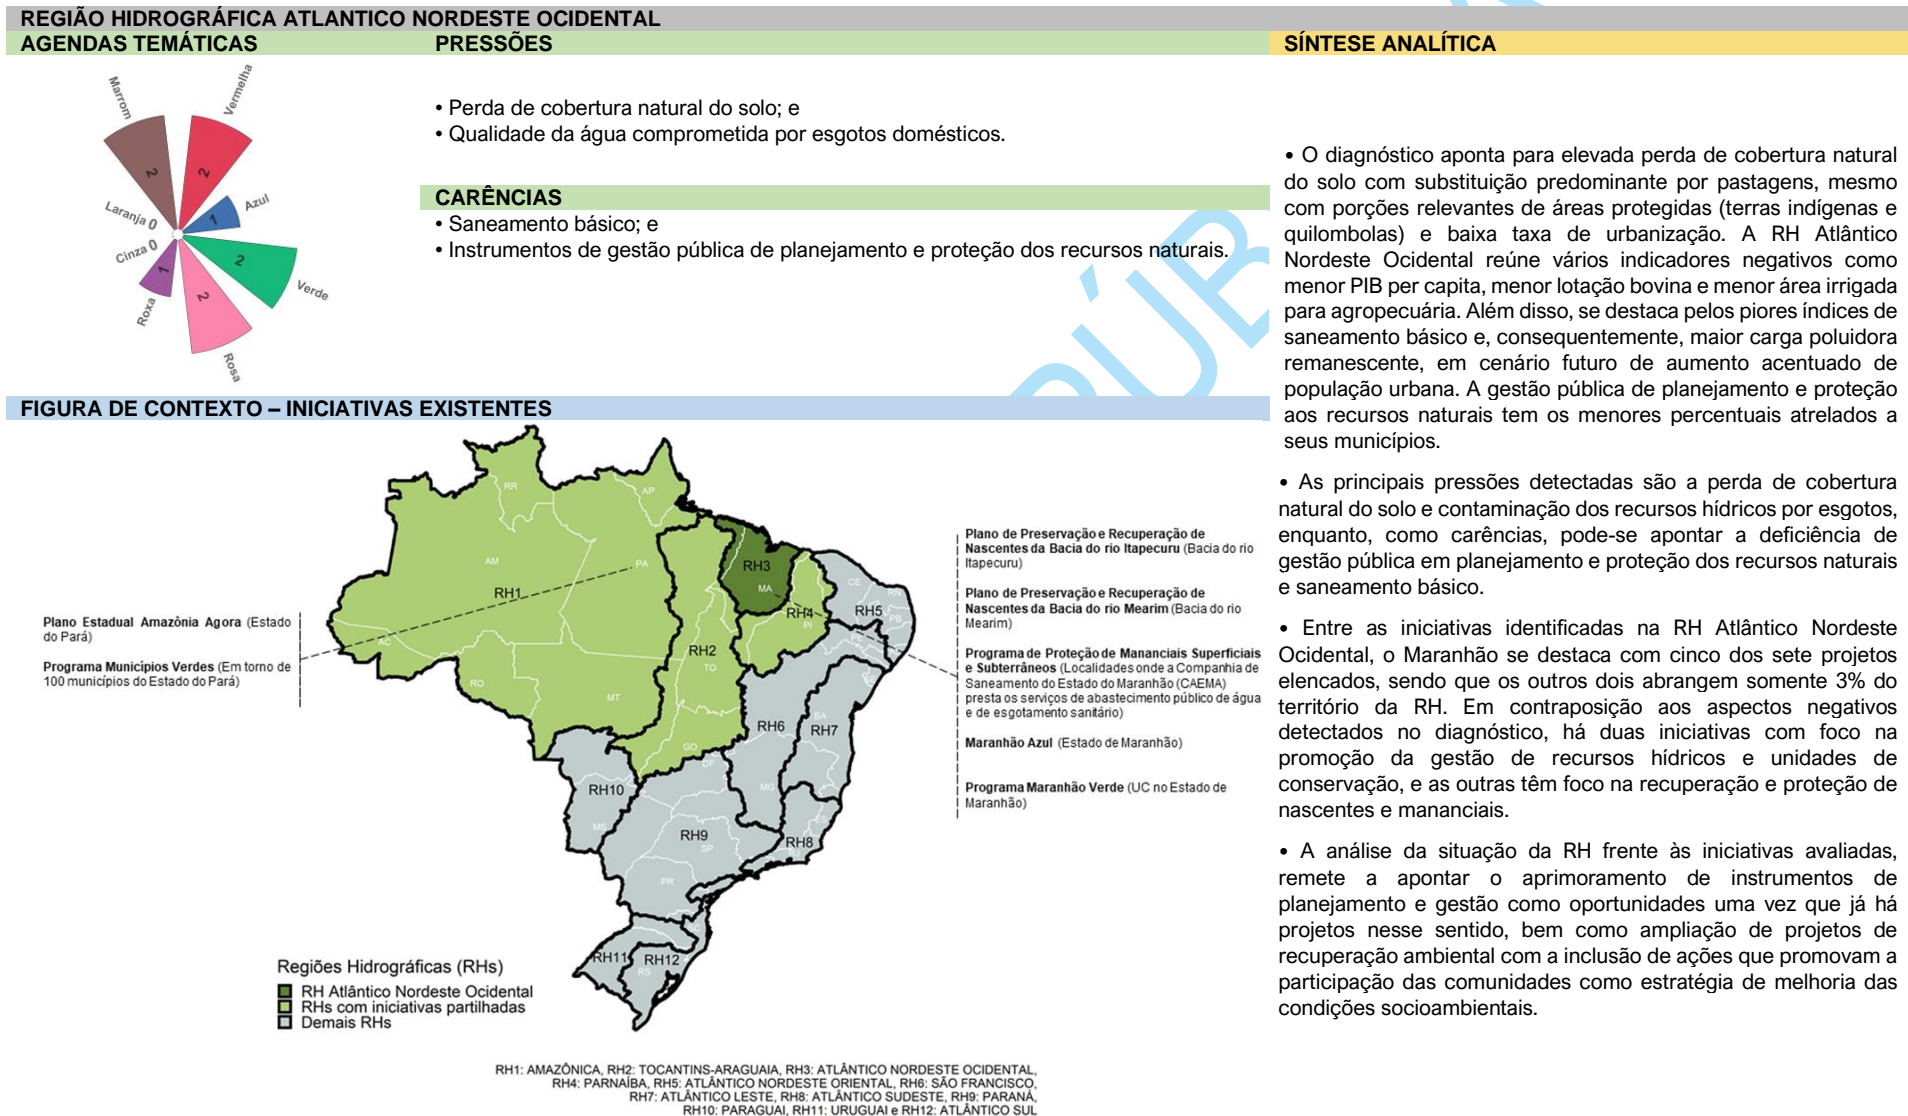 REGIÃO HIDROGRÁFICA ATLANTICO NORDESTE OCIDENTAL
AGENDAS TEMÁTICAS
PRESSÕES
SÍNTESE ANALÍTICA
Marrom
Vermelha
Azul
Verde
Rosa
Roxa
Cinza 0
Laranja 0
2
2
1
2
2
1
• Perda de cobertura natural do solo; e
• Qualidade da água comprometida por esgotos domésticos.
CARÊNCIAS
• Saneamento básico; e
• Instrumentos de gestão pública de planejamento e proteção dos recursos naturais.
FIGURA DE CONTEXTO – INICIATIVAS EXISTENTES
Plano Estadual Amazônia Agora (Estado
do Pará)
Programa Municípios Verdes (Em torno de
100 municípios do Estado do Pará)
RR
AP
AM
PA
RH1
AC
RO
MT
RH2
TO
GO
RH3
MA
RH4
PI
CE
RN
PB
PE
RH5
RH6
BA
RH7
DF
MG
ES
RH8
RH10
MS
RH9
SP
PR
RH11
RH12
RS
Plano de Preservação e Recuperação de
Nascentes da Bacia do rio Itapecuru (Bacia do rio
Itapecuru)
Plano de Preservação e Recuperação de
Nascentes da Bacia do rio Mearim (Bacia do rio
Mearim)
Programa de Proteção de Mananciais Superficiais
e Subterrâneos (Localidades onde a Companhia de
Saneamento do Estado do Maranhão (CAEMA)
presta os serviços de abastecimento público de água
e de esgotamento sanitário)
Maranhão Azul (Estado de Maranhão)
Programa Maranhão Verde (UC no Estado de
Maranhão)
Regiões Hidrográficas (RHs)
RH Atlântico Nordeste Ocidental
RHs com iniciativas partilhadas
Demais RHs
RH1: AMAZÔNICA, RH2: TOCANTINS-ARAGUAIA, RH3: ATLÂNTICO NORDESTE OCIDENTAL,
RH4: PARNAÍBA, RH5: ATLÂNTICO NORDESTE ORIENTAL, RH6: SÃO FRANCISCO,
RH7: ATLÂNTICO LESTE, RH8: ATLÂNTICO SUDESTE, RH9: PARANÁ,
RH10: PARAGUAI, RH11: URUGUAI e RH12: ATLÂNTICO SUL
• O diagnóstico aponta para elevada perda de cobertura natural
do solo com substituição predominante por pastagens, mesmo
com porções relevantes de áreas protegidas (terras indígenas e
quilombolas) e baixa taxa de urbanização. A RH Atlântico
Nordeste Ocidental reúne vários indicadores negativos como
menor PIB per capita, menor lotação bovina e menor área irrigada
para agropecuária. Além disso, se destaca pelos piores índices de
saneamento básico e, consequentemente, maior carga poluidora
remanescente, em cenário futuro de aumento acentuado de
população urbana. A gestão pública de planejamento e proteção
aos recursos naturais tem os menores percentuais atrelados a
seus municípios.
• As principais pressões detectadas são a perda de cobertura
natural do solo e contaminação dos recursos hídricos por esgotos,
enquanto, como carências, pode-se apontar a deficiência de
gestão pública em planejamento e proteção dos recursos naturais
e saneamento básico.
• Entre as iniciativas identificadas na RH Atlântico Nordeste
Ocidental, o Maranhão se destaca com cinco dos sete projetos
elencados, sendo que os outros dois abrangem somente 3% do
território da RH. Em contraposição aos aspectos negativos
detectados no diagnóstico, há duas iniciativas com foco na
promoção da gestão de recursos hídricos e unidades de
conservação, e as outras têm foco na recuperação e proteção de
nascentes e mananciais.
• A análise da situação da RH frente às iniciativas avaliadas,
remete a apontar o aprimoramento de instrumentos de
planejamento e gestão como oportunidades uma vez que já há
projetos nesse sentido, bem como ampliação de projetos de
recuperação ambiental com a inclusão de ações que promovam a
participação das comunidades como estratégia de melhoria das
condições socioambientais.